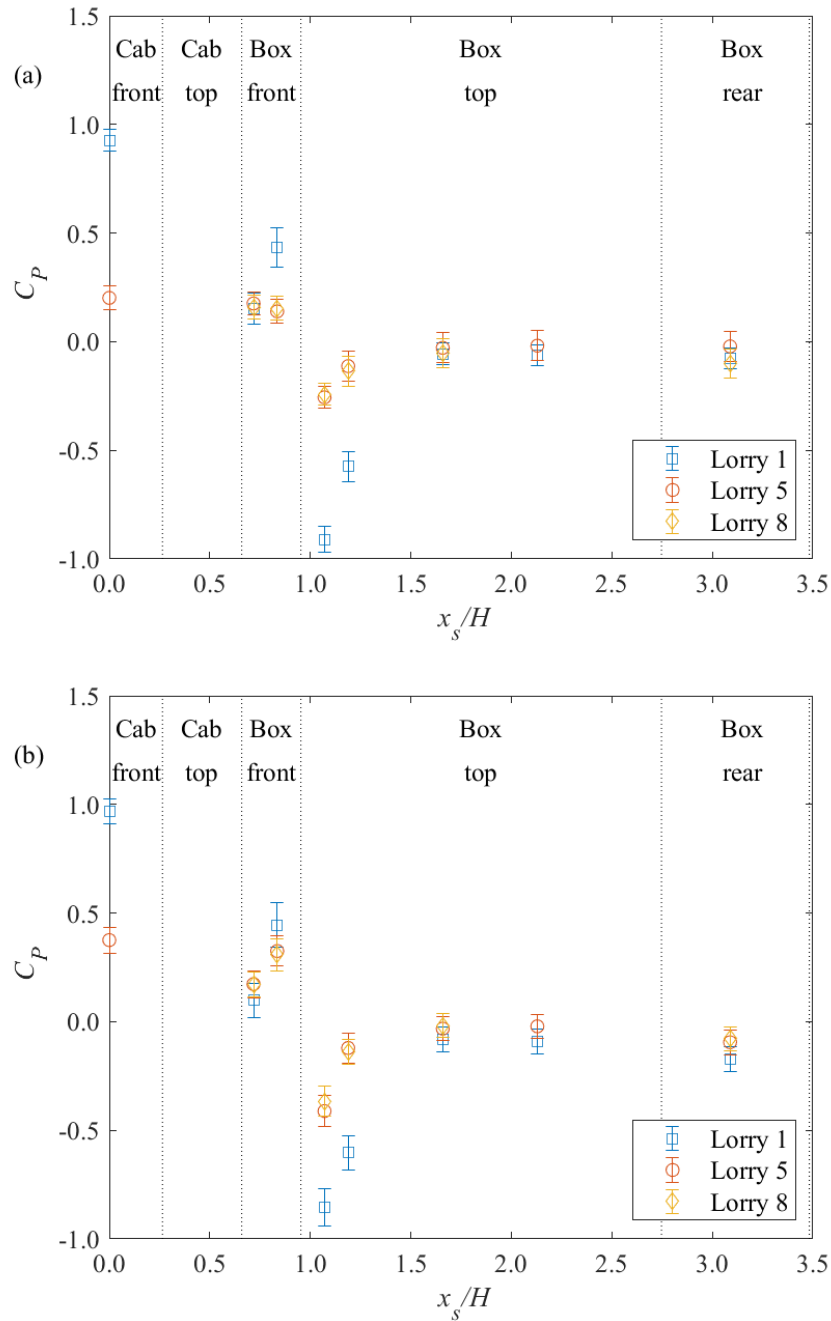 1.5
Cab Cab Box Box Box
(a) front top front top rear
1.0
0.5
C_P
0.0
-0.5
Lorry 1
Lorry 5
Lorry 8
-1.0
0.0 0.5 1.0 1.5 2.0 2.5 3.0 3.5
x_s/H
1.5
Cab Cab Box Box Box
(b) front top front top rear
1.0
0.5
C_P
0.0
-0.5
Lorry 1
Lorry 5
Lorry 8
-1.0
0.0 0.5 1.0 1.5 2.0 2.5 3.0 3.5
x_s/H